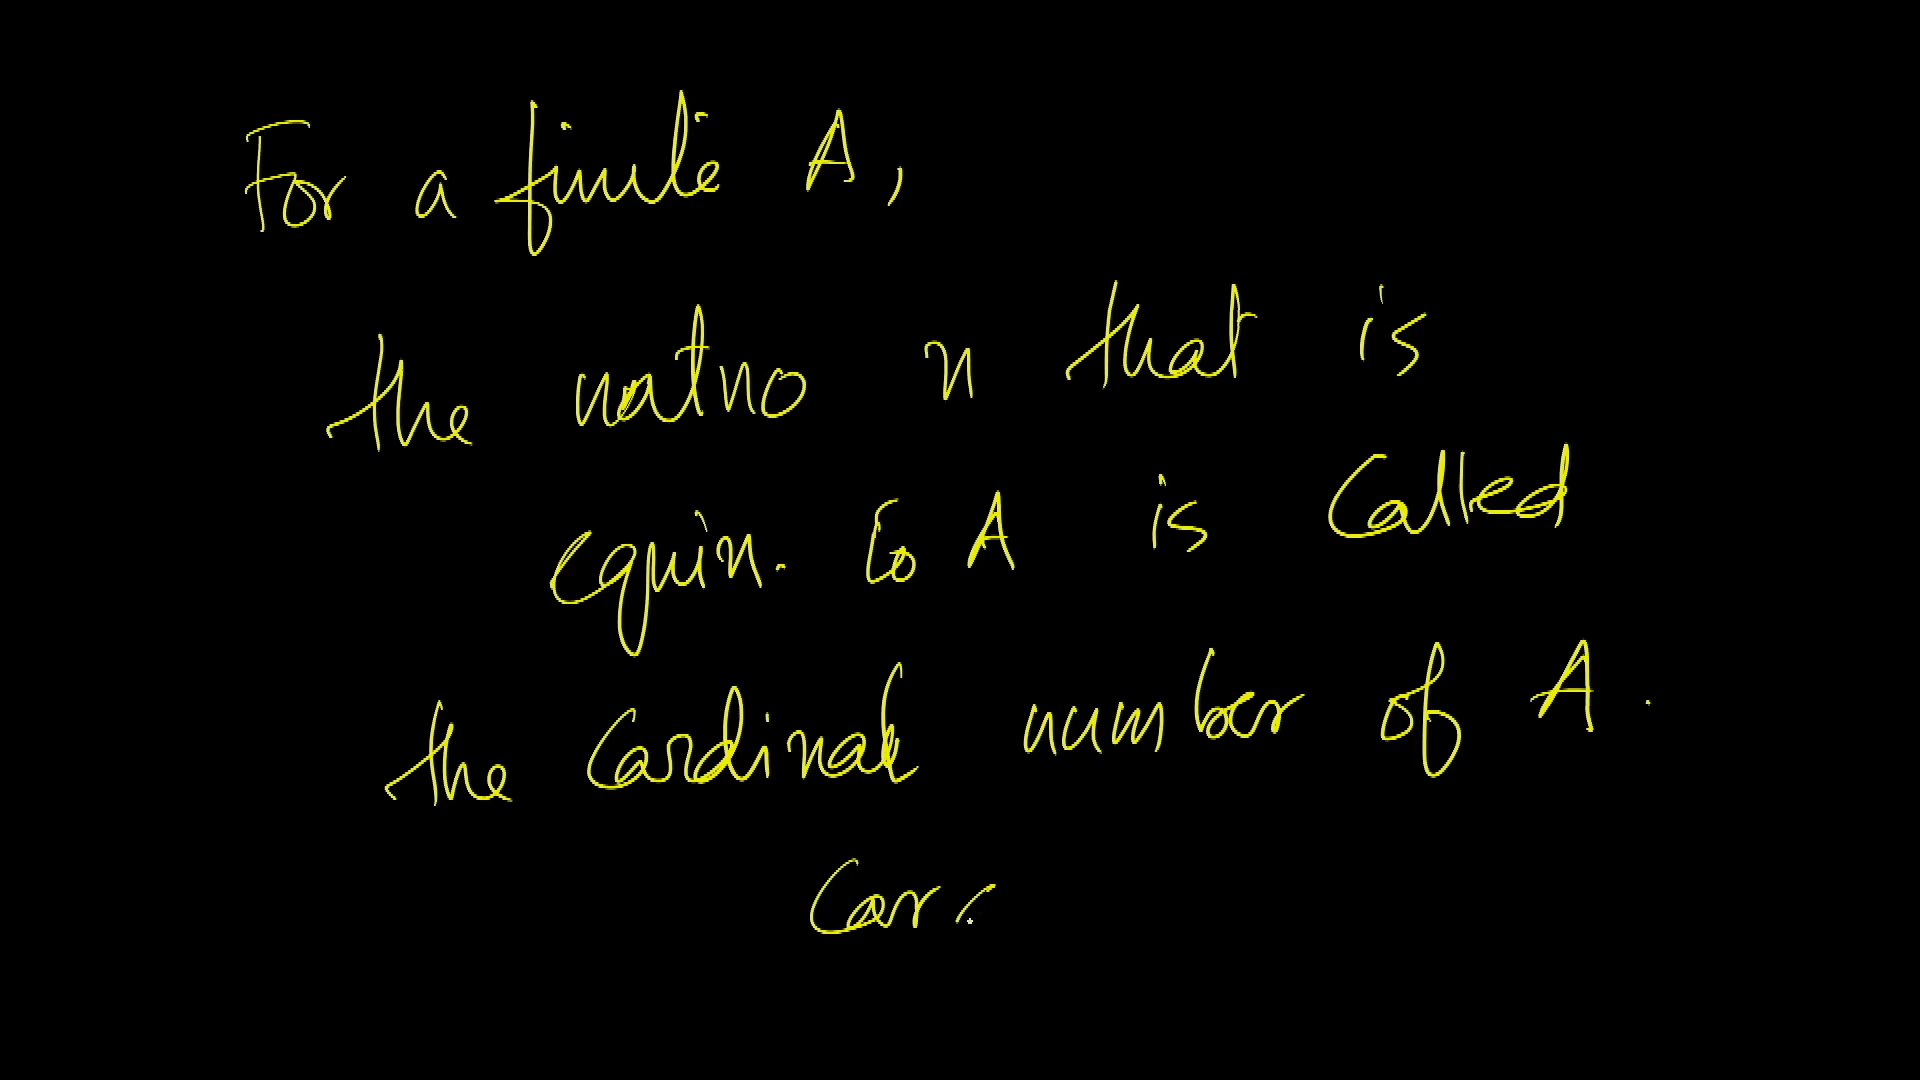 For a finite A,
the natno n that is
equin. to A is called
the cardinal number of A.
Car